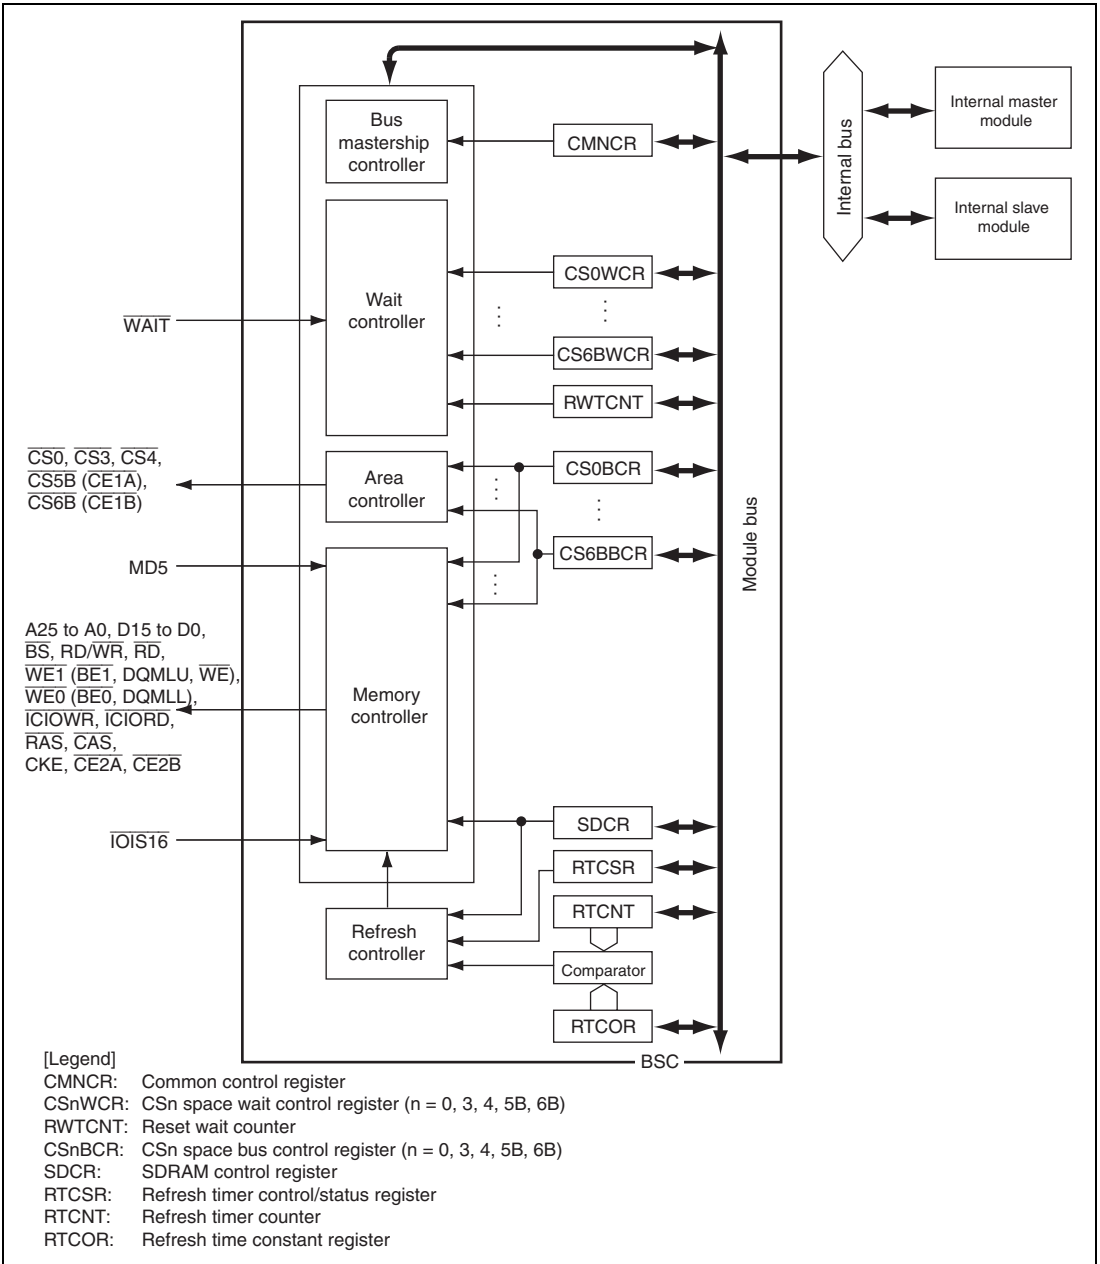 Bus
mastership
controller
CMNCR
Internal bus
Internal master
module
Internal slave
module
Wait
controller
CS0WCR
WAIT
CS6BWCR
RWTCNT
CS0, CS3, CS4,
CS5B (CE1A),
CS6B (CE1B)
Area
controller
CS0BCR
CS6BBCR
Module bus
MD5
A25 to A0, D15 to D0,
BS, RD/WR, RD,
WE1 (BE1, DQMLU, WE),
WE0 (BE0, DQMLL),
ICIOWR, ICIORD,
RAS, CAS,
CKE, CE2A, CE2B
Memory
controller
IOIS16
SDCR
RTCSR
RTCNT
Refresh
controller
Comparator
RTCOR
BSC
[Legend]
CMNCR: Common control register
CSnWCR: CSn space wait control register (n = 0, 3, 4, 5B, 6B)
RWTCNT: Reset wait counter
CSnBCR: CSn space bus control register (n = 0, 3, 4, 5B, 6B)
SDCR: SDRAM control register
RTCSR: Refresh timer control/status register
RTCNT: Refresh timer counter
RTCOR: Refresh time constant register